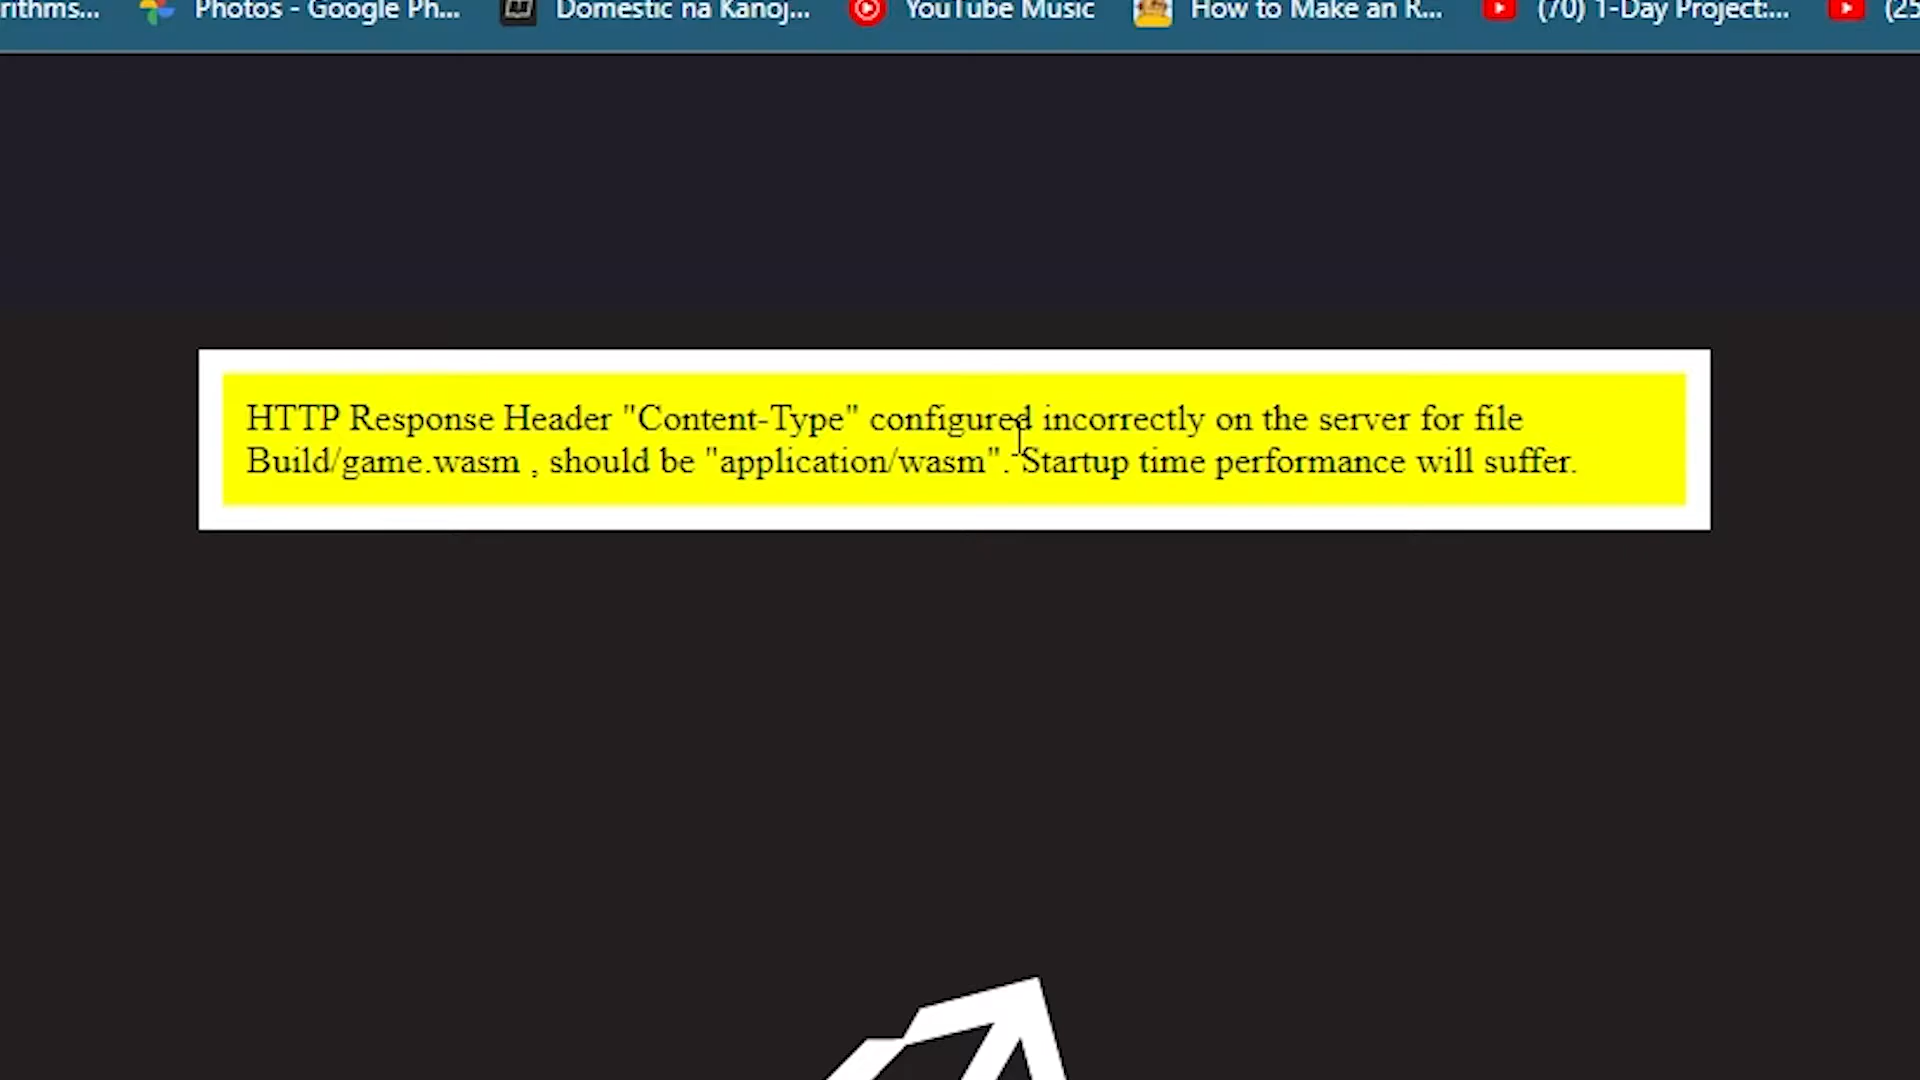 rithms... Photos - Google Ph... Domestic na Kanoj... YouTube Music How to Make an R... (70) 1-Day Project:... (25
HTTP Response Header "Content-Type" configured incorrectly on the server for file
Build/game.wasm , should be "application/wasm". Startup time performance will suffer.